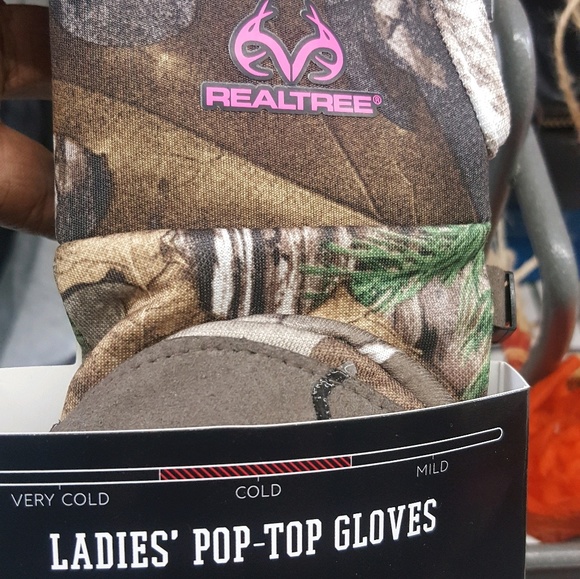 REALTREE®
VERY COLD COLD MILD
LADIES' POP-TOP GLOVES